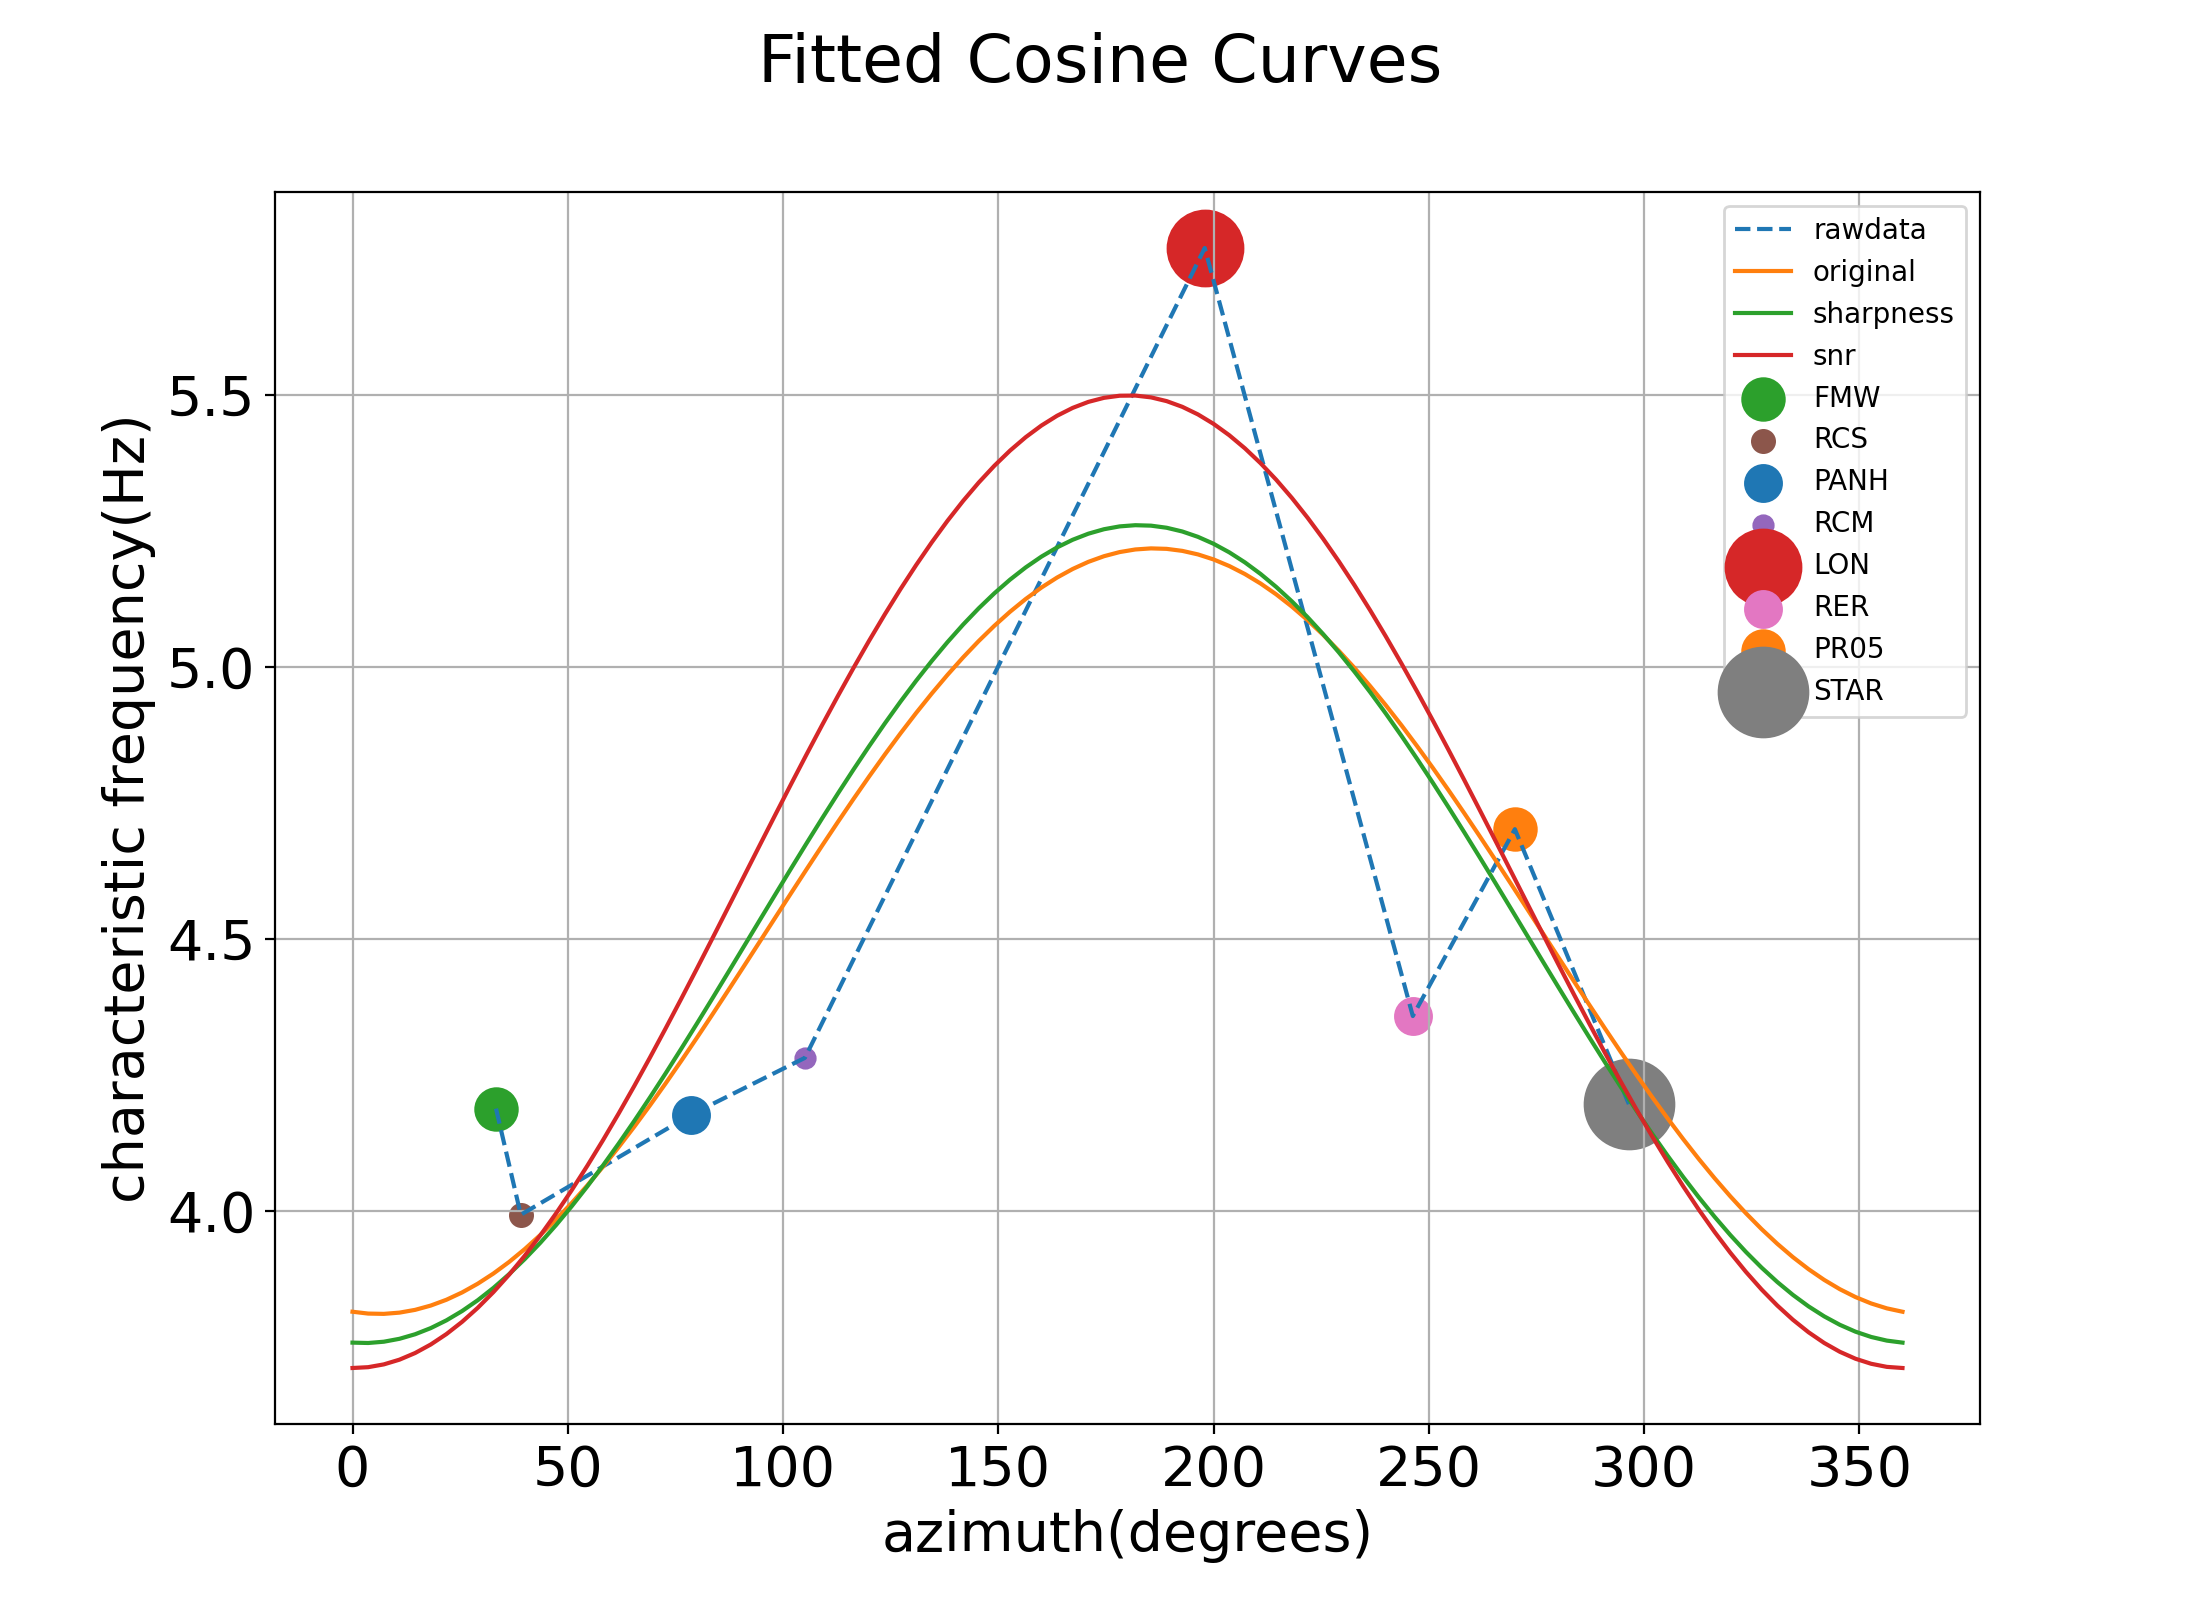 Fitted Cosine Curves
rawdata
original
sharpness
snr
FMW
RCS
PANH
RCM
LON
RER
PR05
STAR
characteristic frequency(Hz)
5.5
5.0
4.5
4.0
0 50 100 150 200 250 300 350
azimuth(degrees)